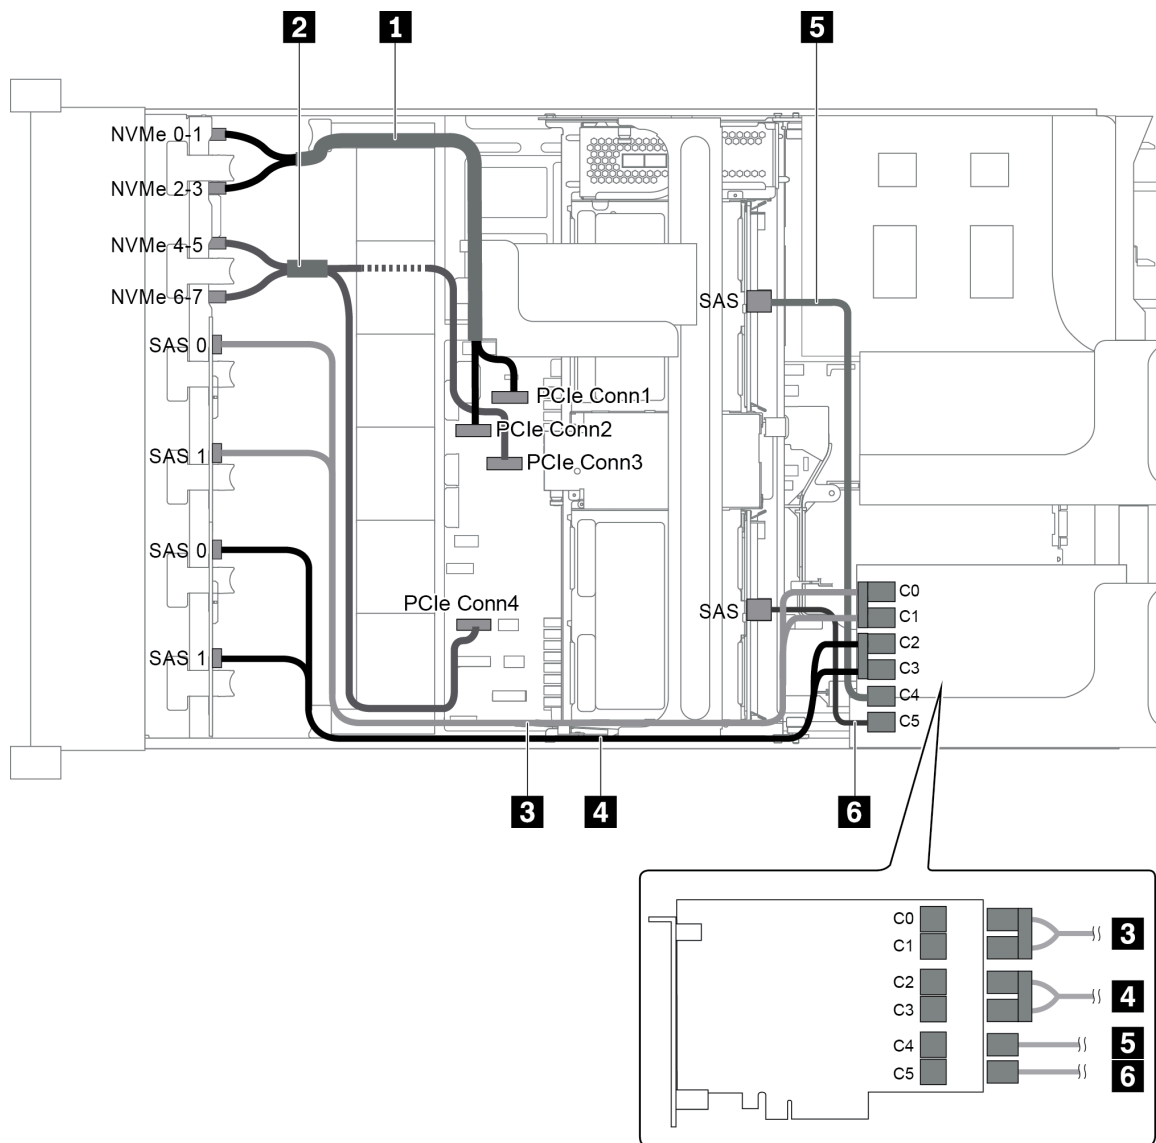 2
1
5
NVMe 0-1
NVMe 2-3
NVMe 4-5
NVMe 6-7
SAS
SAS 0
PCIe Conn1
PCIe Conn2
SAS 1
PCIe Conn3
SAS 0
C0
PCIe Conn4
SAS
C1
C2
SAS 1
C3
C4
C5
3
4
6
C0
C1
3
C2
C3
4
C4
5
C5
6